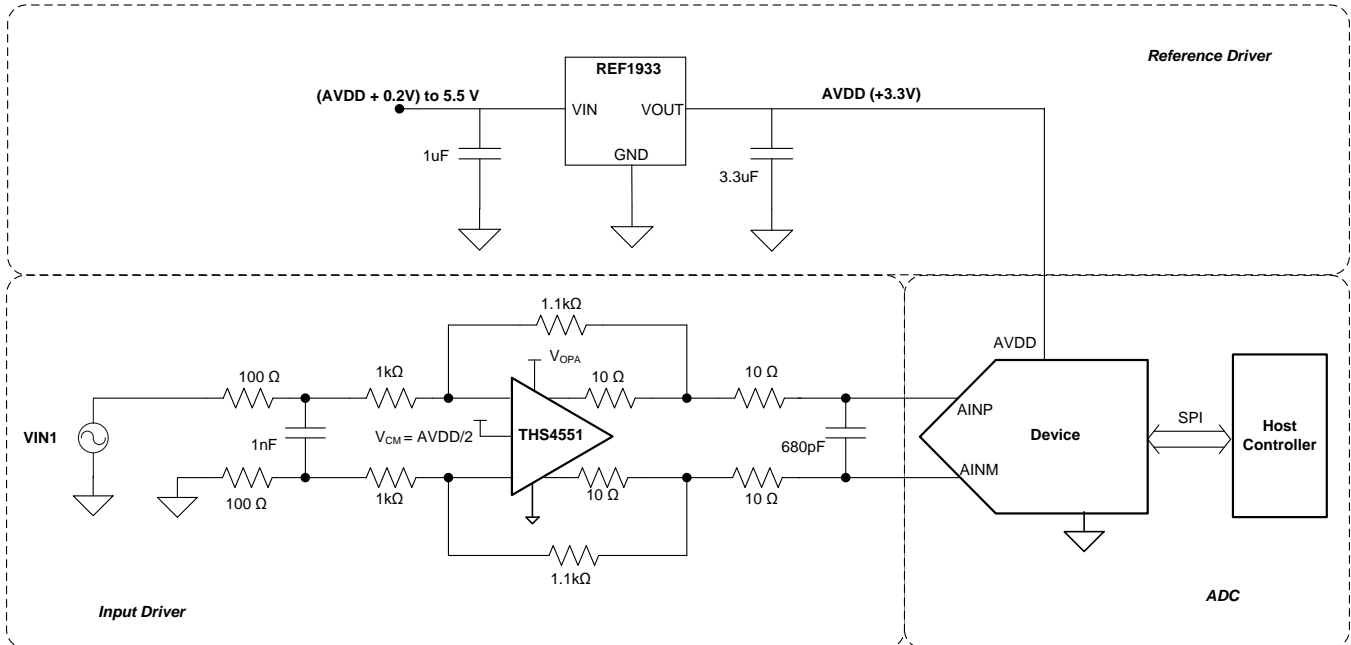 Reference Driver
REF1933
(AVDD + 0.2V) to 5.5 V
VIN
VOUT
AVDD (+3.3V)
GND
1uF
3.3uF
1.1kΩ
AVDD
VOPA
100 Ω
1kΩ
10 Ω
10 Ω
AINP
VIN1
1nF
VCM = AVDD/2
THS4551
680pF
Device
SPI
Host
Controller
AINM
100 Ω
1kΩ
10 Ω
10 Ω
1.1kΩ
Input Driver
ADC